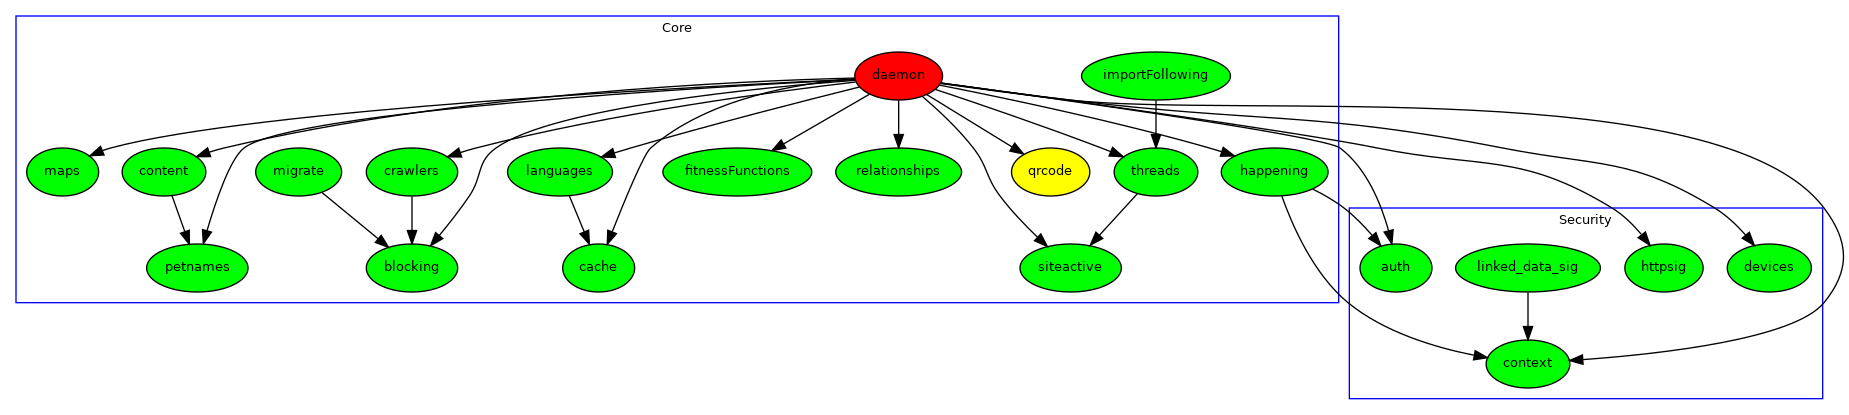 Core
daemon
importFollowing
maps
content
migrate
crawlers
languages
fitnessFunctions
relationships
qrcode
threads
happening
Security
petnames
blocking
cache
siteactive
auth
linked_data_sig
httpsig
devices
context